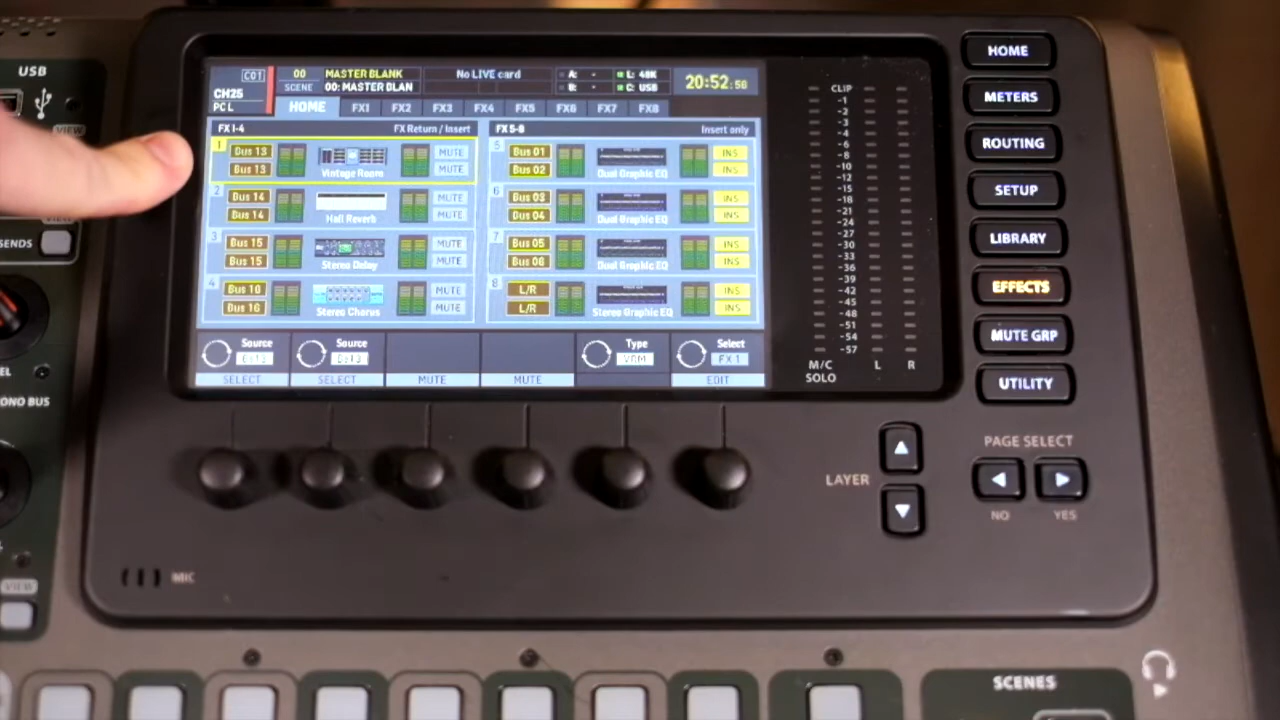 USB
VIEW
SENDS
MONO BUS
VIEW
C01
CH25
PC L
00
SCENE
MASTER BLANK
00: MASTER BLAN
No LIVE card
A: -
B: -
L: 48K
C: USB
20:52:58
HOME FX1 FX2 FX3 FX4 FX5 FX6 FX7 FX8
FX 1-4 FX Return / Insert
1 Bus 13 MUTE
Bus 13 Vintage Room MUTE
2 Bus 14 MUTE
Bus 14 Hall Reverb MUTE
3 Bus 15 MUTE
Bus 15 Stereo Delay MUTE
4 Bus 16 MUTE
Bus 16 Stereo Chorus MUTE
FX 5-8 Insert only
5 Bus 01 INS
Bus 02 Dual Graphic EQ INS
6 Bus 03 INS
Bus 04 Dual Graphic EQ INS
7 Bus 05 INS
Bus 06 Dual Graphic EQ INS
8 L/R INS
L/R Stereo Graphic EQ INS
Source
SELECT
Source
SELECT
MUTE
MUTE
Type
VRM
Select
FX 1
EDIT
CLIP
-1
-2
-3
-4
-6
-8
-10
-12
-15
-18
-21
-24
-27
-30
-33
-36
-39
-42
-45
-48
-51
-54
-57
M/C
SOLO
L R
HOME
METERS
ROUTING
SETUP
LIBRARY
EFFECTS
MUTE GRP
UTILITY
LAYER
PAGE SELECT
NO YES
MIC
SCENES